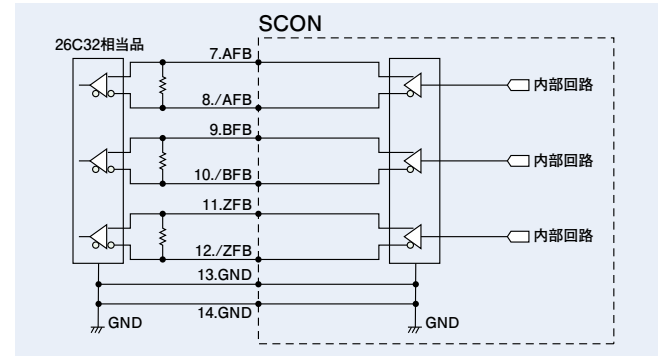 SCON
26C32相当品
7.AFB
内部回路
8./AFB
9.BFB
内部回路
10./BFB
11.ZFB
内部回路
12./ZFB
13.GND
14.GND
GND
GND